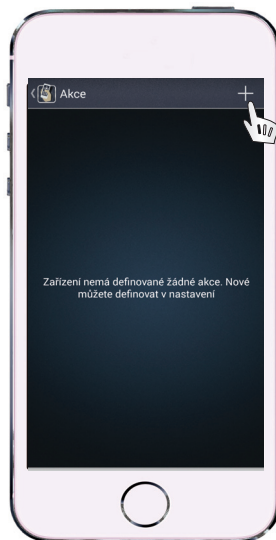 Akce
Zařízení nemá definované žádné akce. Nové
můžete definovat v nastavení